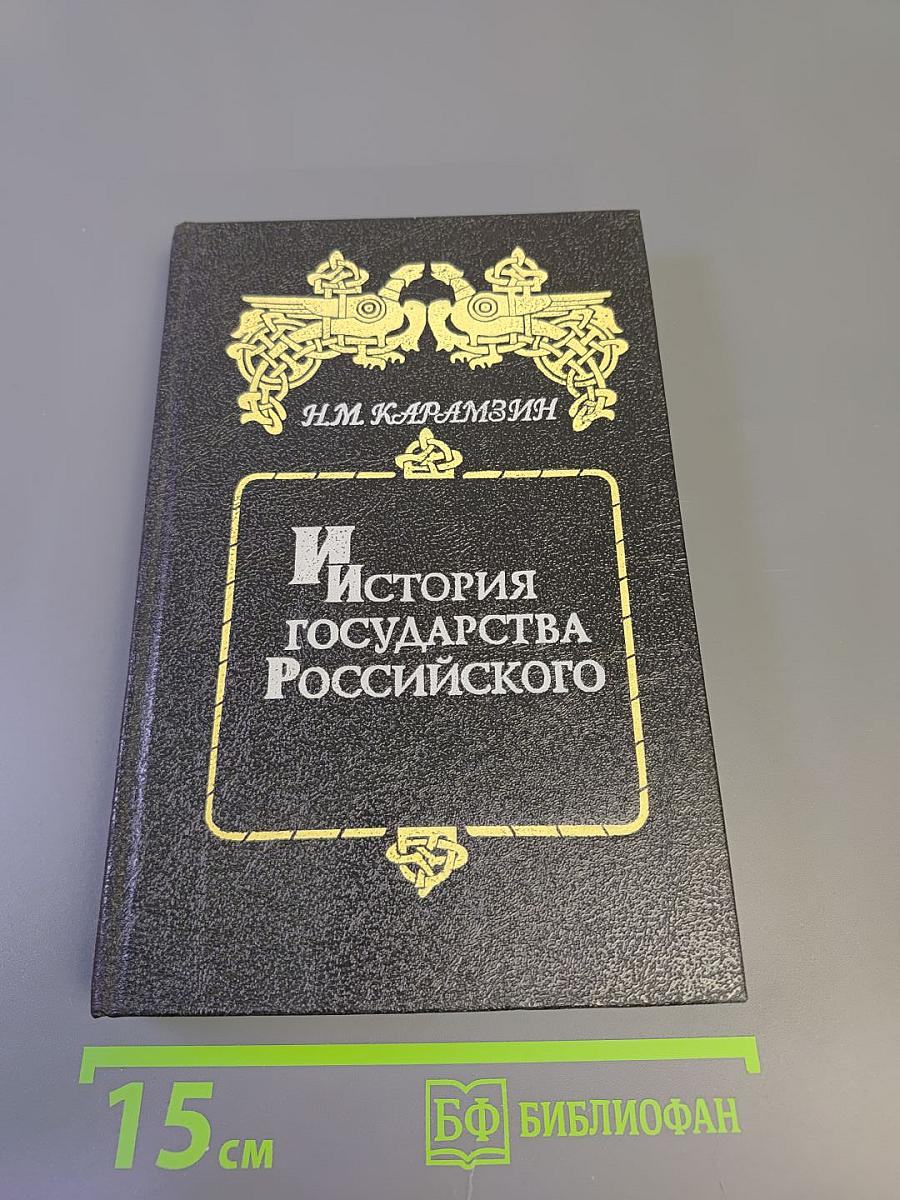 Н.М. КАРАМЗИН
И
ИСТОРИЯ
ГОСУДАРСТВА
РОССИЙСКОГО
15 см
БФ БИБЛИОФАН